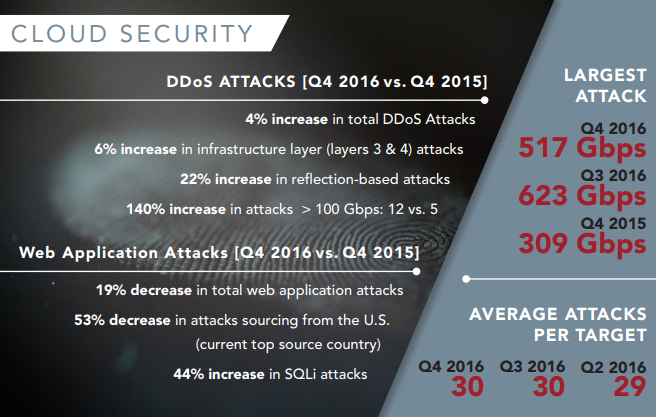 CLOUD SECURITY
DDoS ATTACKS [Q4 2016 vs. Q4 2015]
4% increase in total DDoS Attacks
6% increase in infrastructure layer (layers 3 & 4) attacks
22% increase in reflection-based attacks
140% increase in attacks > 100 Gbps: 12 vs. 5
Web Application Attacks [Q4 2016 vs. Q4 2015]
19% decrease in total web application attacks
53% decrease in attacks sourcing from the U.S.
(current top source country)
44% increase in SQLi attacks
LARGEST
ATTACK
Q4 2016
517 Gbps
Q3 2016
623 Gbps
Q4 2015
309 Gbps
AVERAGE ATTACKS
PER TARGET
Q4 2016 Q3 2016 Q2 2016
30 30 29